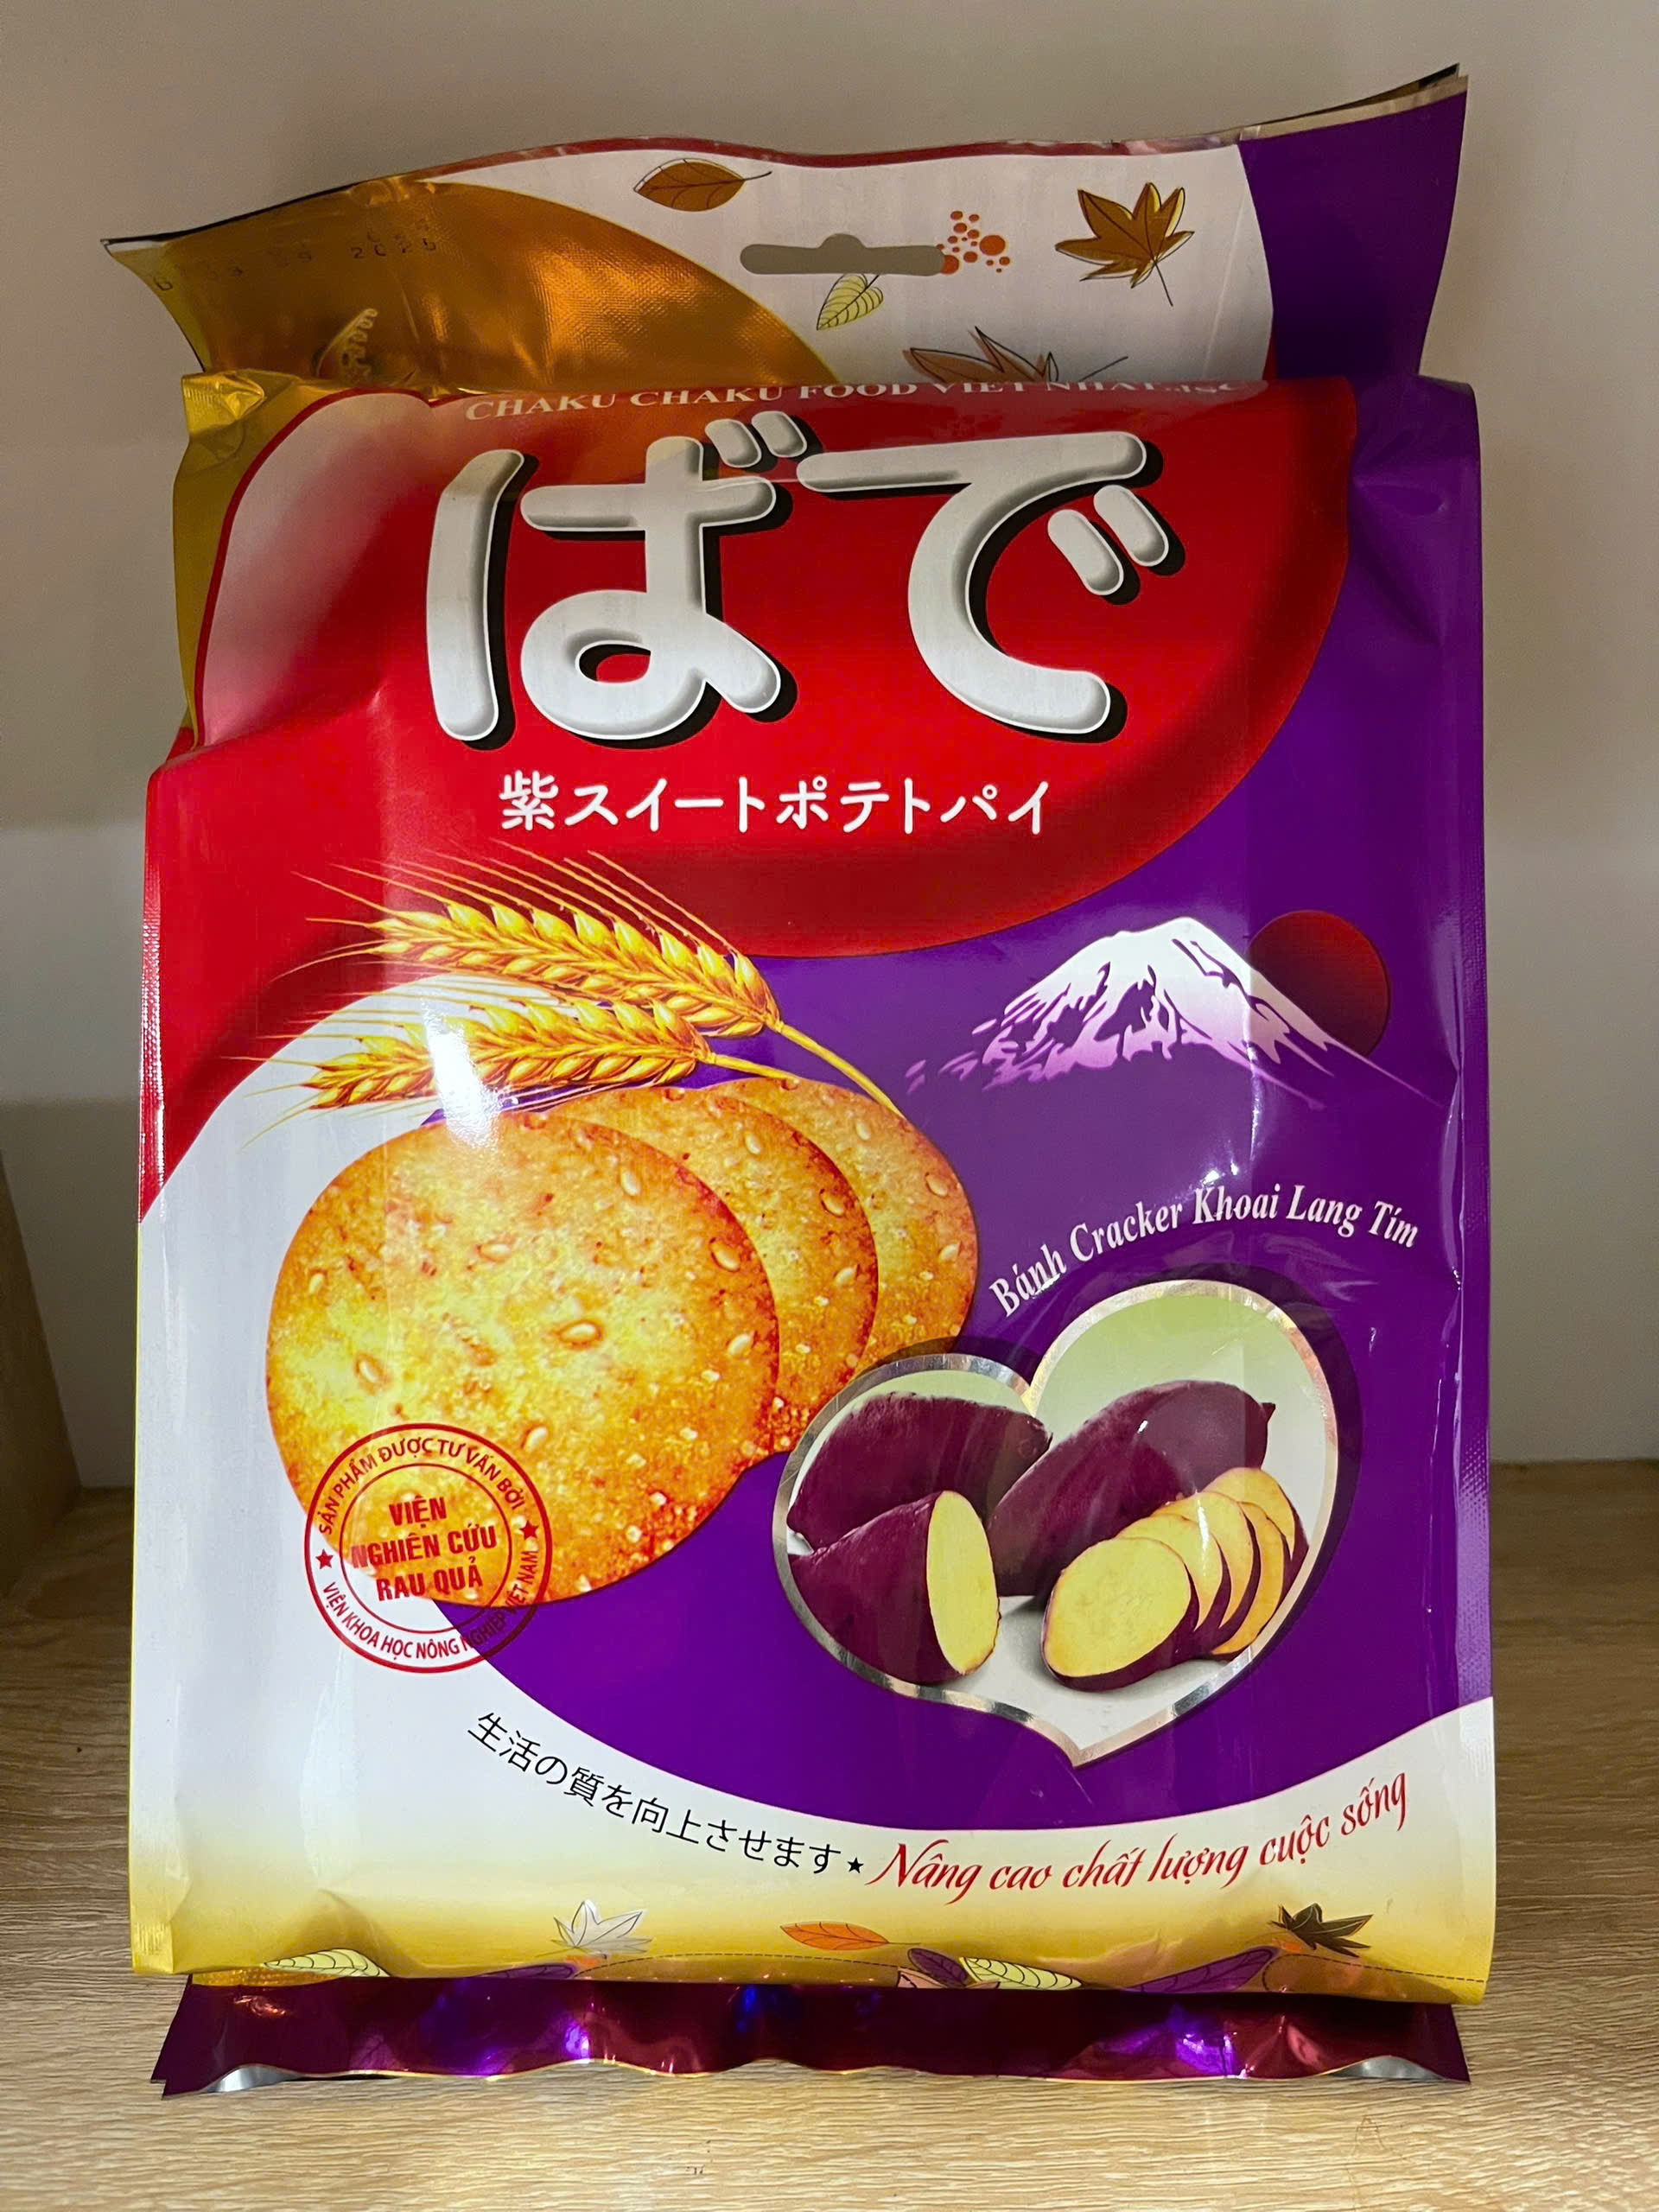 2025
CHAKU CHAKU FOOD VIET NHAT.,JSC
ばで
紫スイートポテトパイ
Bánh Cracker Khoai Lang Tím
SẢN PHẨM ĐƯỢC TƯ VẤN BỞI
VIỆN
NGHIÊN CỨU
RAU QUẢ
VIỆN KHOA HỌC NÔNG NGHIỆP VIỆT NAM
生活の質を向上させます★ Nâng cao chất lượng cuộc sống